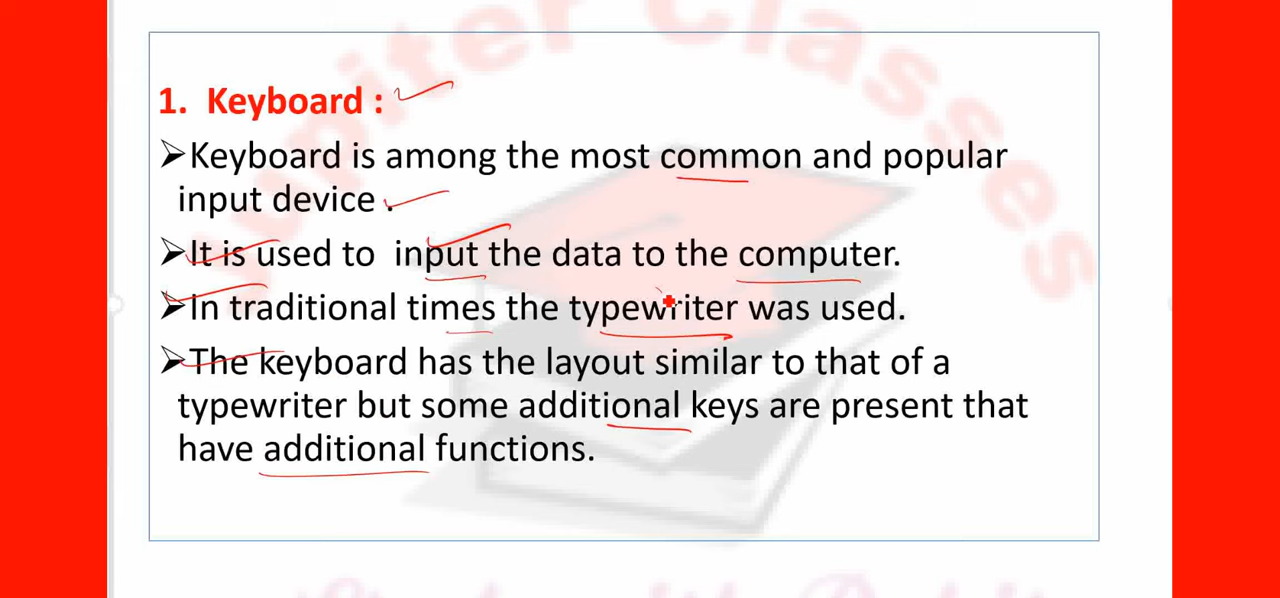 Jupiter Classes
1. Keyboard :
➢Keyboard is among the most common and popular
input device .
➢It is used to input the data to the computer.
➢In traditional times the typewriter was used.
➢The keyboard has the layout similar to that of a
typewriter but some additional keys are present that
have additional functions.